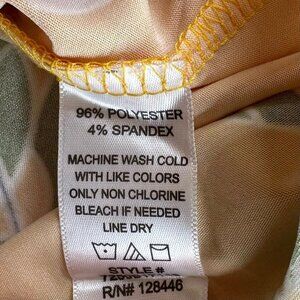 96% POLYESTER
4% SPANDEX
MACHINE WASH COLD
WITH LIKE COLORS
ONLY NON CHLORINE
BLEACH IF NEEDED
LINE DRY
STYLE #
R/N# 128446